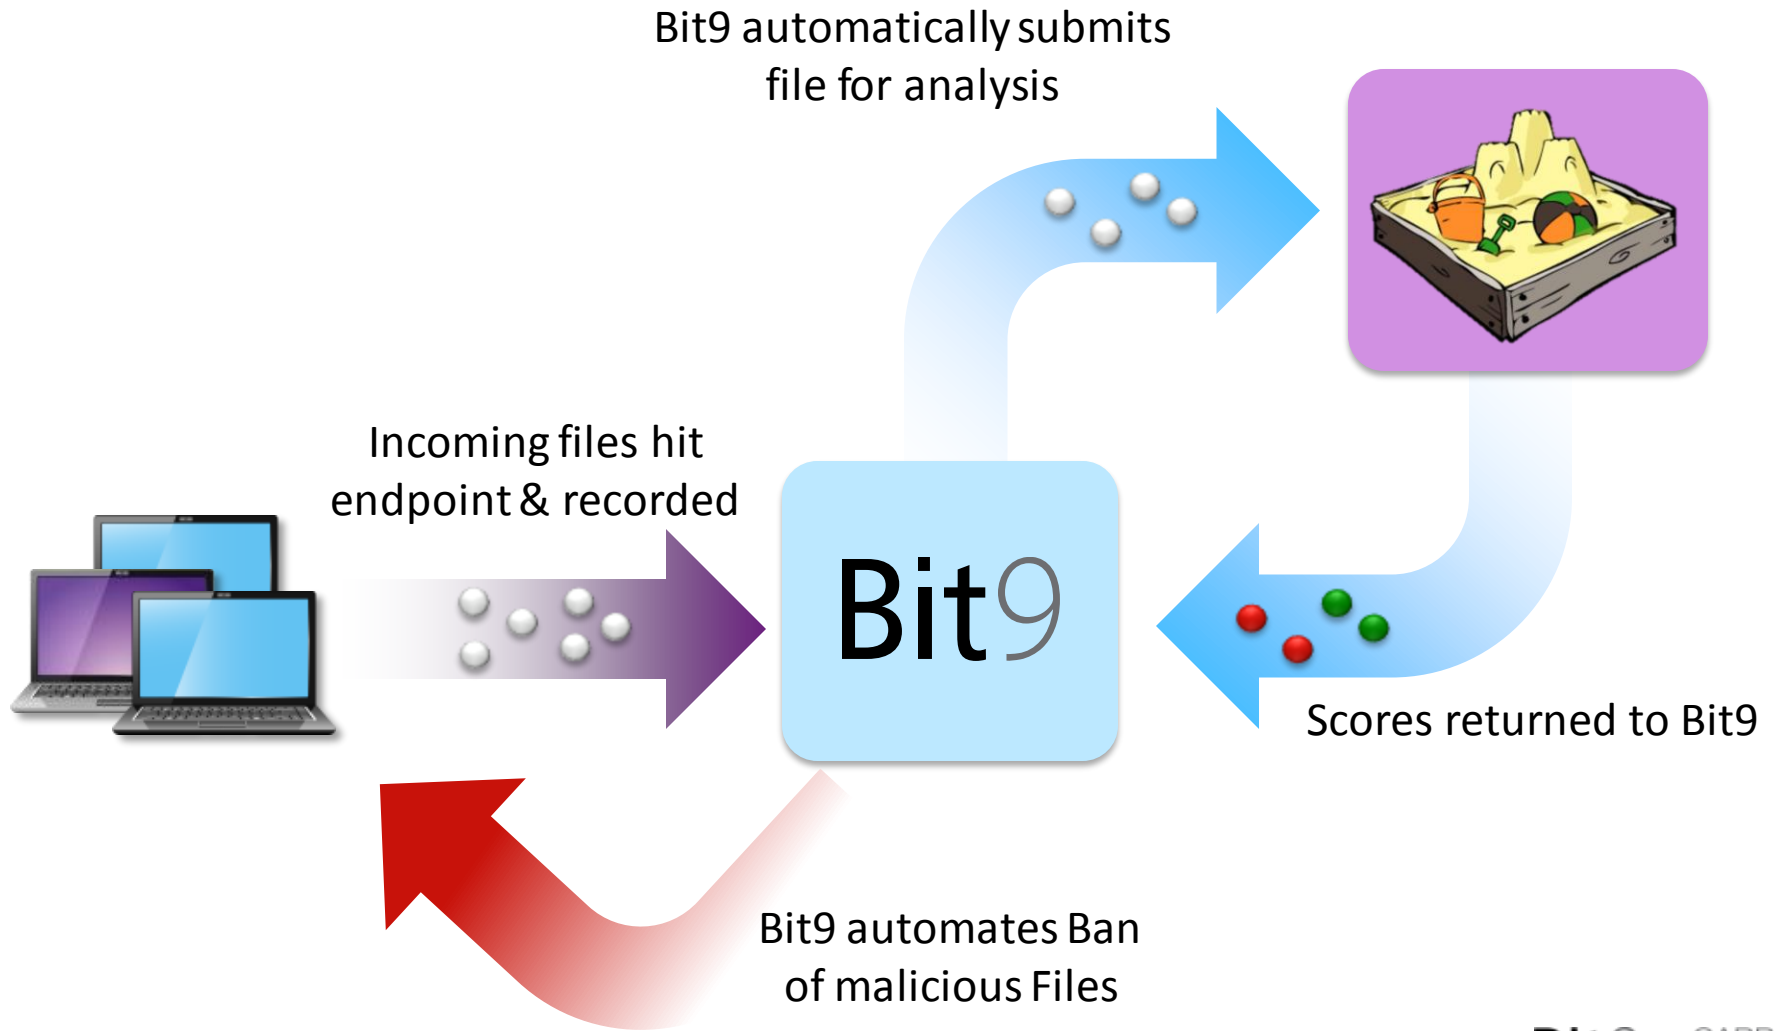 Bit9 automatically submits
file for analysis
Incoming files hit
endpoint & recorded
Bit9
Scores returned to Bit9
Bit9 automates Ban
of malicious Files